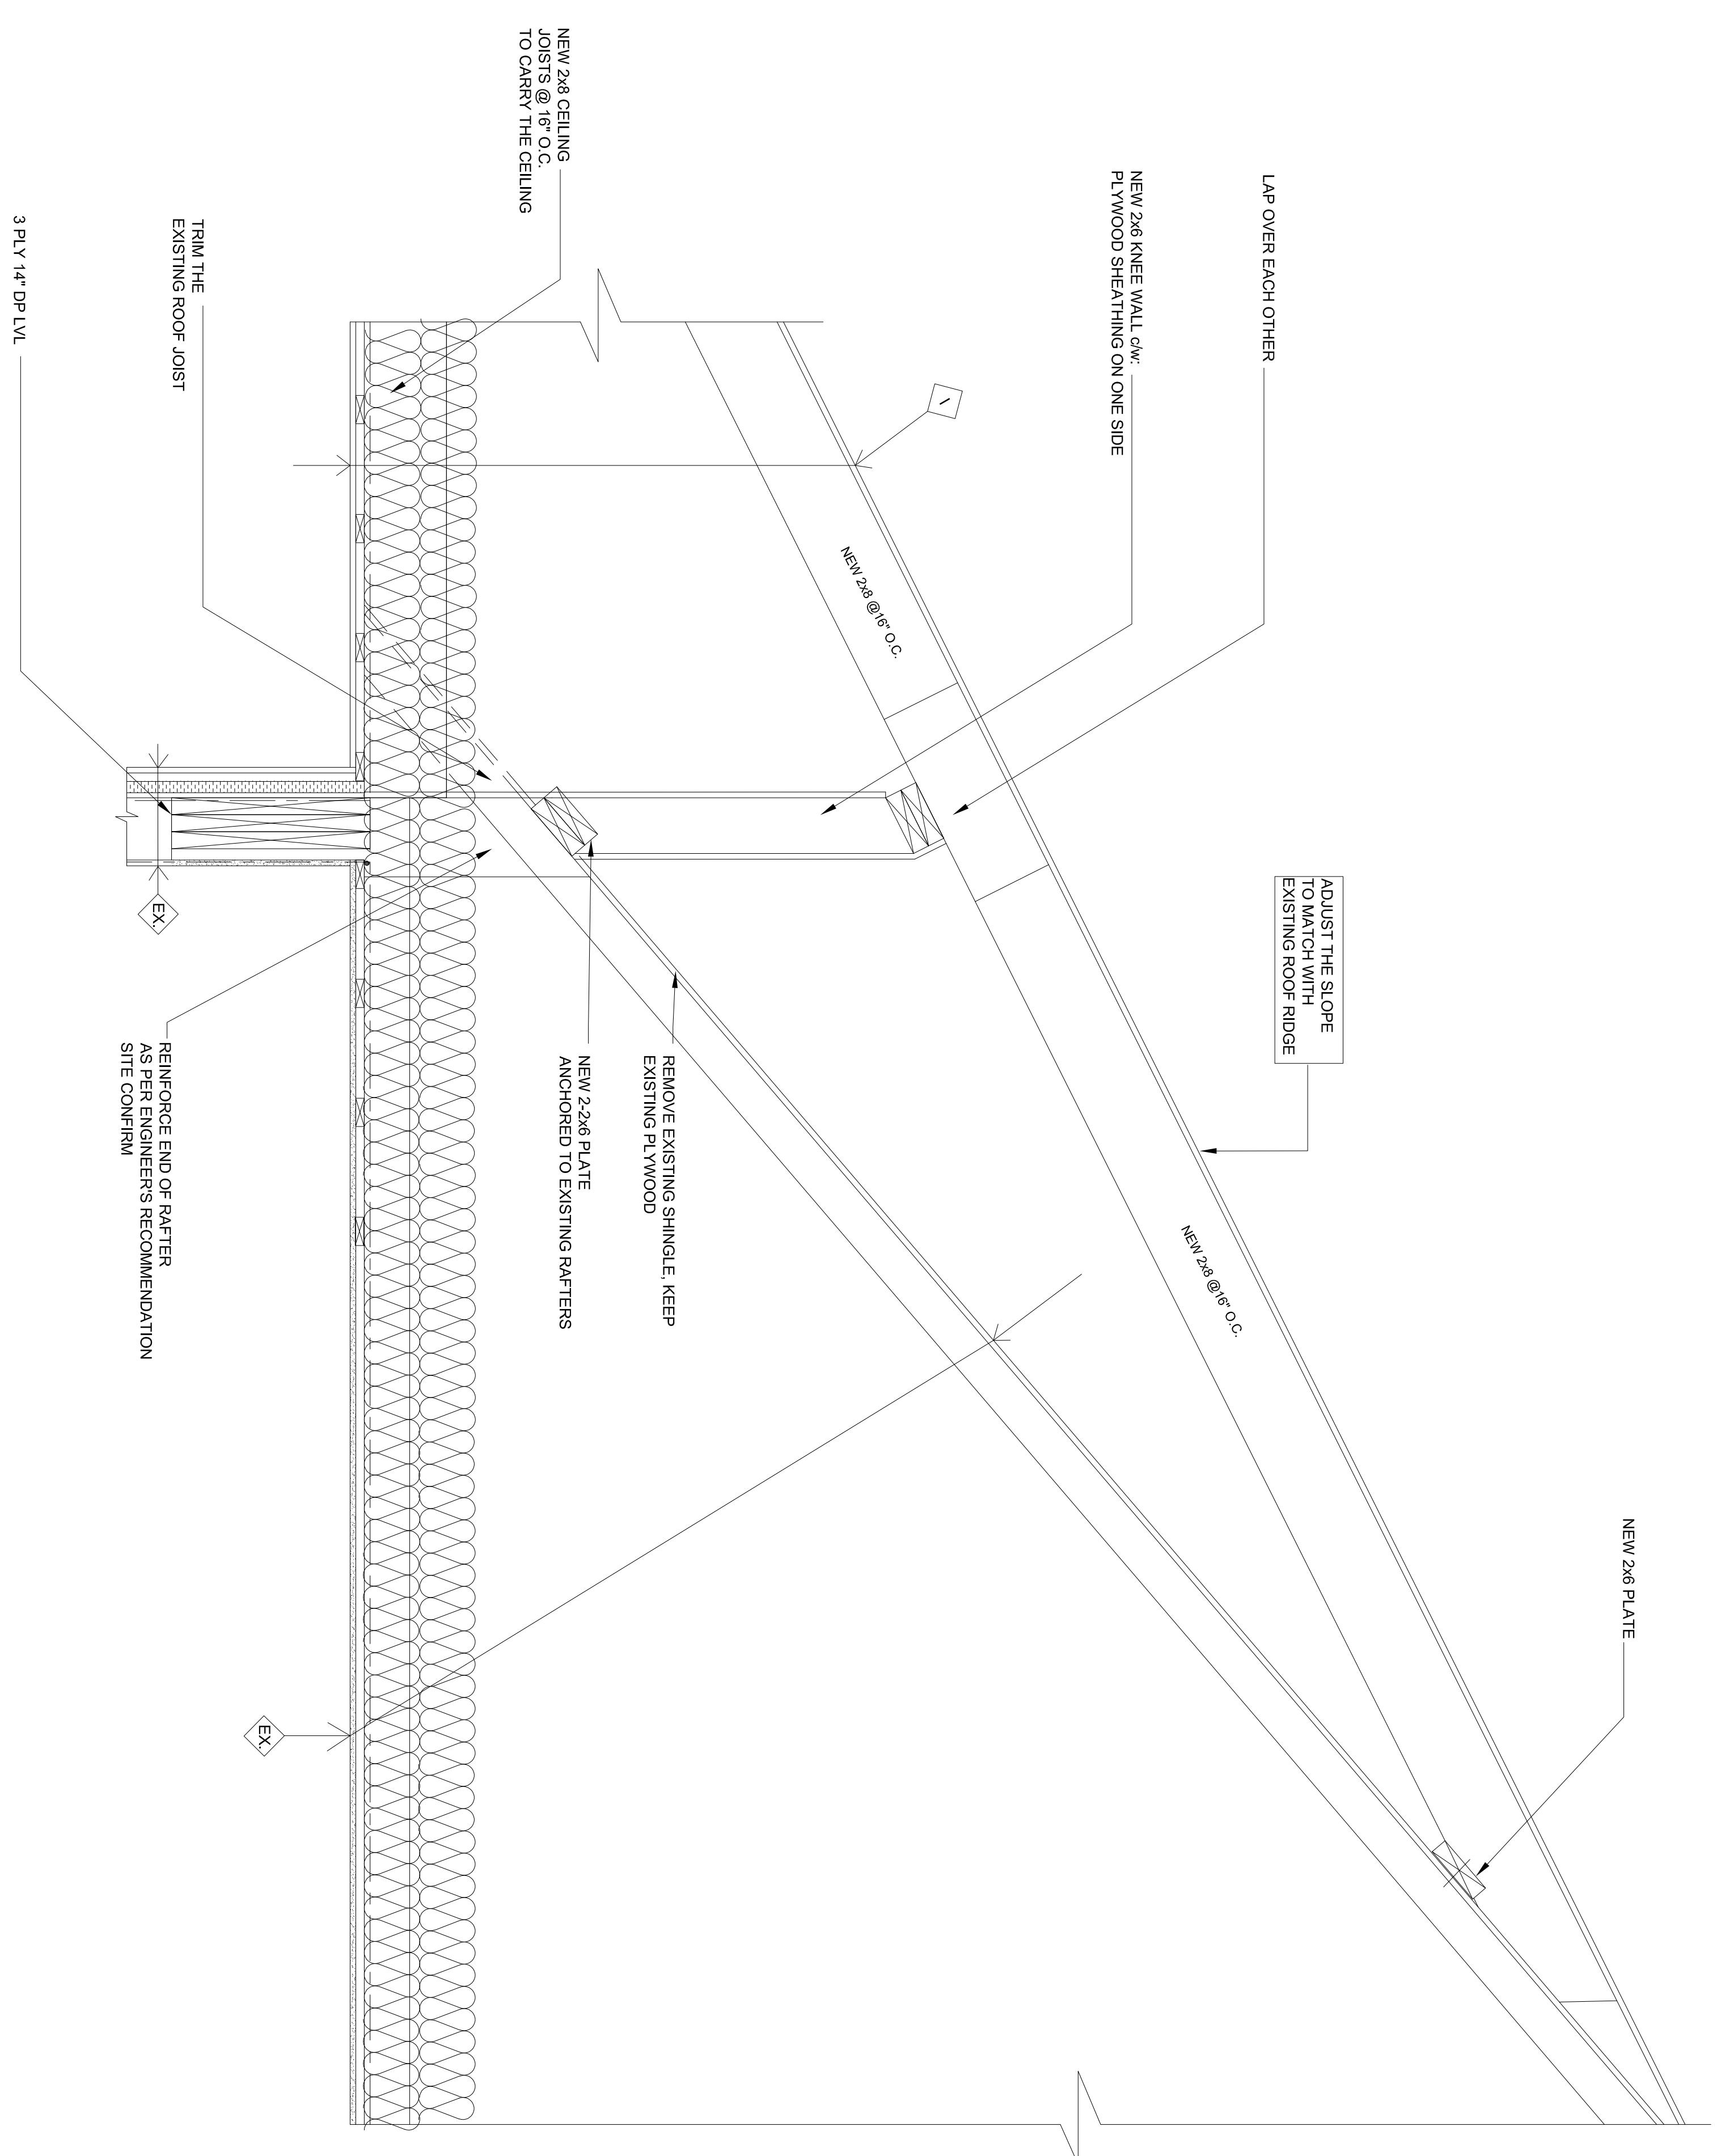 NEW 2x6 PLATE
ADJUST THE SLOPE
TO MATCH WITH
EXISTING ROOF RIDGE
LAP OVER EACH OTHER
NEW 2x8 @16" O.C.
NEW 2x6 KNEE WALL c/w:
PLYWOOD SHEATHING ON ONE SIDE
NEW 2x8 @16" O.C.
REMOVE EXISTING SHINGLE, KEEP
EXISTING PLYWOOD
NEW 2-2x6 PLATE
ANCHORED TO EXISTING RAFTERS
NEW 2x8 CEILING
JOISTS @ 16" O.C.
TO CARRY THE CEILING
EX.
TRIM THE
EXISTING ROOF JOIST
REINFORCE END OF RAFTER
AS PER ENGINEER'S RECOMMENDATION
SITE CONFIRM
EX.
3 PLY 14" DP LVL